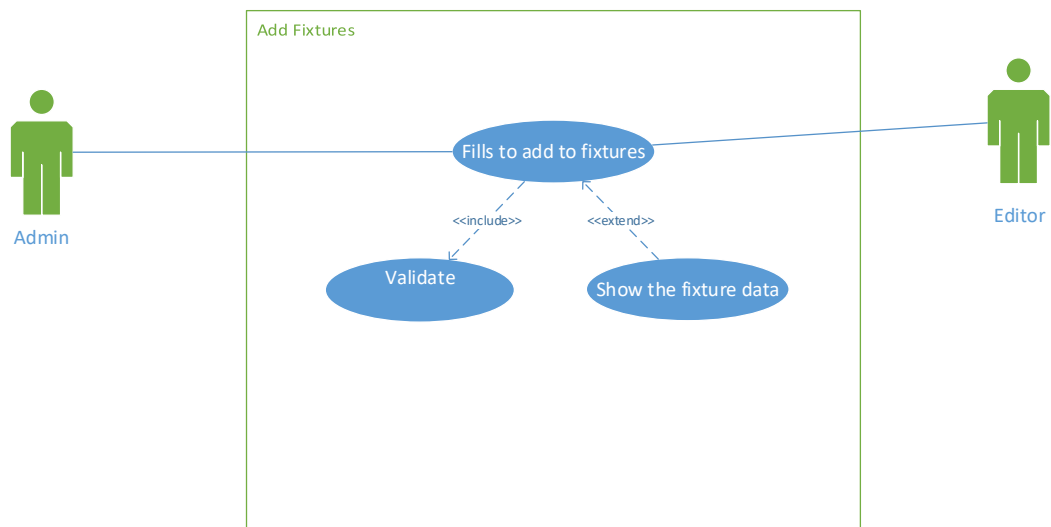 Add Fixtures
Fills to add to fixtures
<<include>>
<<extend>>
Admin
Editor
Validate
Show the fixture data